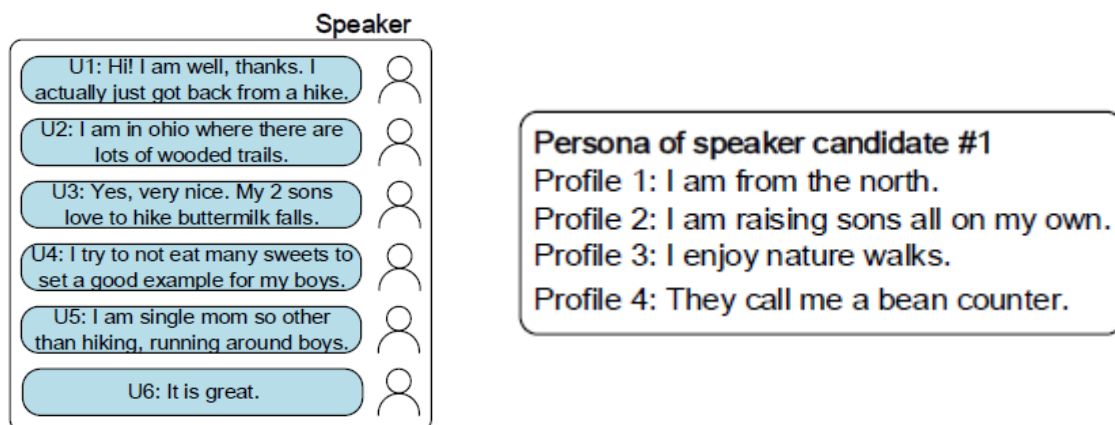 Speaker
U1: Hi! I am well, thanks. I
actually just got back from a hike.
U2: I am in ohio where there are
lots of wooded trails.
U3: Yes, very nice. My 2 sons
love to hike buttermilk falls.
U4: I try to not eat many sweets to
set a good example for my boys.
U5: I am single mom so other
than hiking, running around boys.
U6: It is great.
Persona of speaker candidate #1
Profile 1: I am from the north.
Profile 2: I am raising sons all on my own.
Profile 3: I enjoy nature walks.
Profile 4: They call me a bean counter.